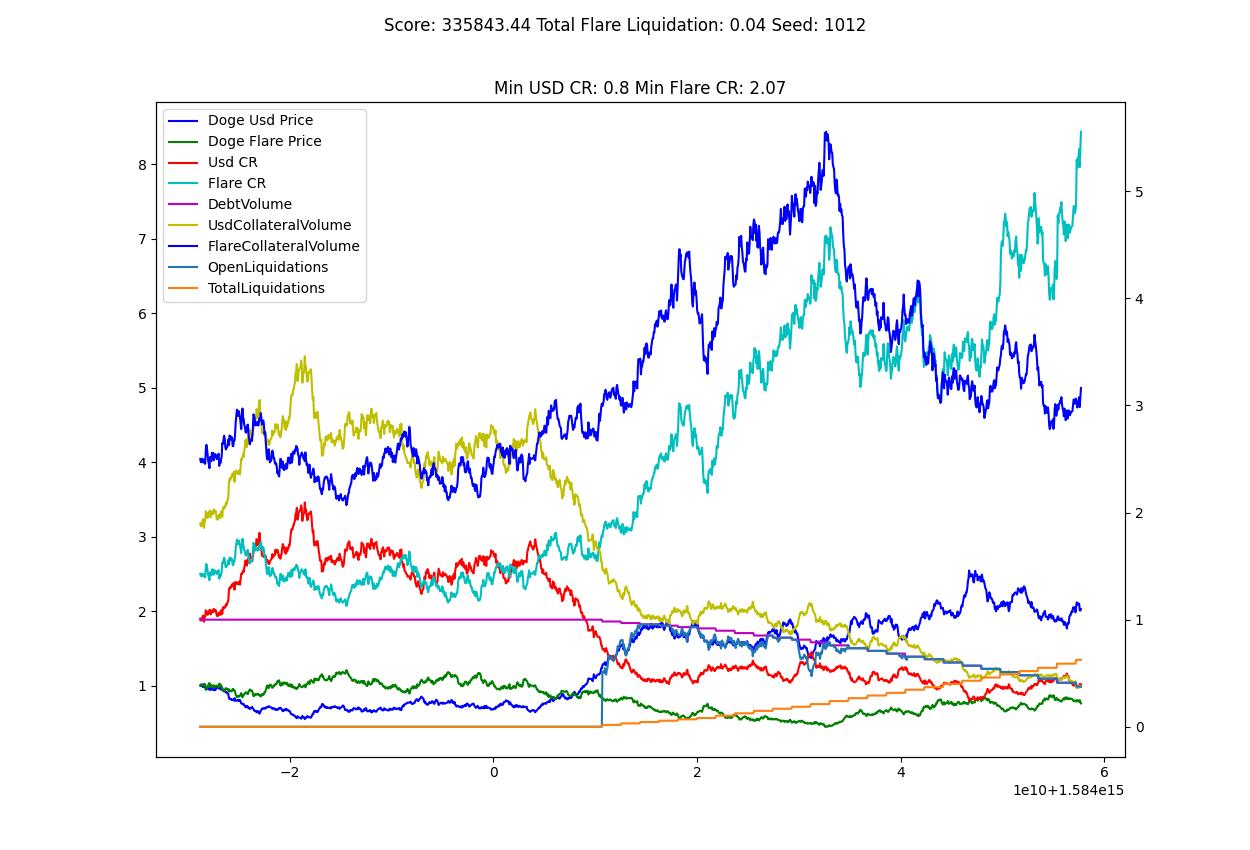 Score: 335843.44 Total Flare Liquidation: 0.04 Seed: 1012
Min USD CR: 0.8 Min Flare CR: 2.07
Doge Usd Price
Doge Flare Price
Usd CR
Flare CR
DebtVolume
UsdCollateralVolume
FlareCollateralVolume
OpenLiquidations
TotalLiquidations
8
7
6
5
4
3
2
1
5
4
3
2
1
0
−2
0
2
4
6
1e10+1.584e15